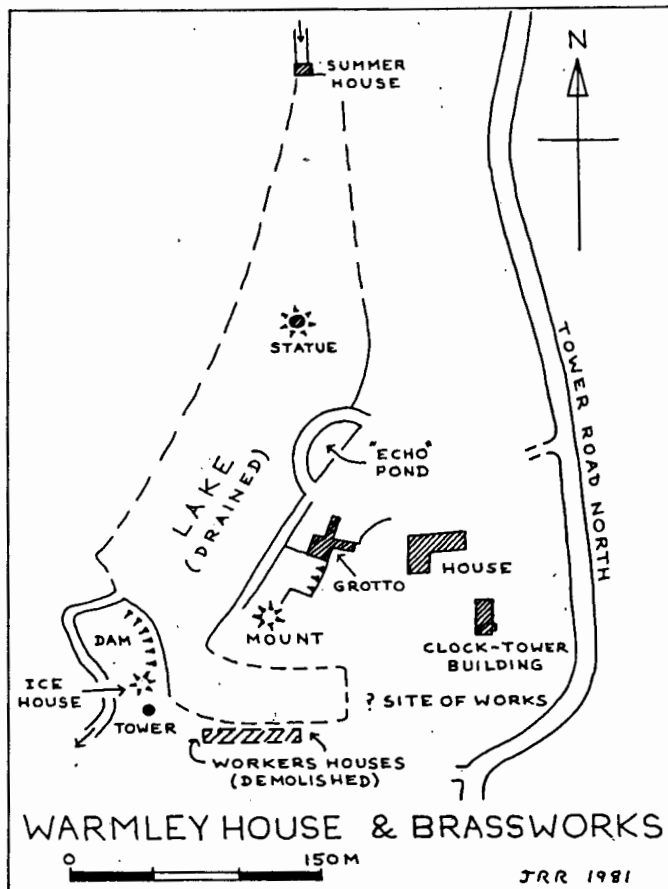 SUMMER
HOUSE
N
STATUE
TOWER ROAD NORTH
"ECHO"
POND
LAKE
(DRAINED)
GROTTO
HOUSE
DAM
MOUNT
CLOCK-TOWER
BUILDING
ICE
HOUSE
? SITE OF WORKS
TOWER
WORKERS HOUSES
(DEMOLISHED)
WARMLEY HOUSE & BRASSWORKS
0 150M
JRR 1981